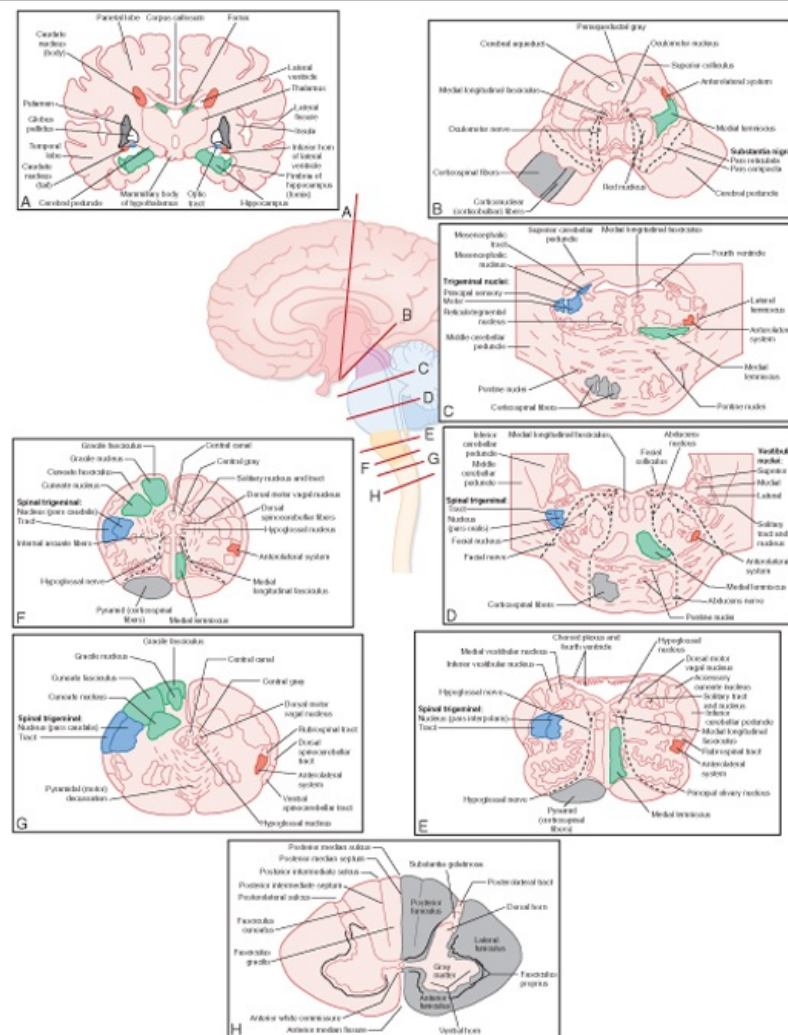 Parietal lobe
Corpus callosum
Fornix
Caudate
nucleus
(body)
Lateral
ventricle
Thalamus
Putamen
Globus
pallidus
Lateral
fissure
Insula
Temporal
lobe
Inferior horn
of lateral
ventricle
Caudate
nucleus
(tail)
Fimbria of
hippocampus
(fornix)
Mammillary body
of hypothalamus
Optic
tract
Cerebral peduncle
Hippocampus
A
Periaqueductal gray
Cerebral aqueduct
Oculomotor nucleus
Superior colliculus
Anterolateral system
Medial longitudinal fasciculus
Oculomotor nerve
Medial lemniscus
Substantia nigra
Pars reticulata
Pars compacta
Corticospinal fibers
Red nucleus
Cerebral peduncle
Corticonuclear
(corticobulbar) fibers
B
A
B
C
D
E
F
G
H
Superior cerebellar
peduncle
Medial longitudinal fasciculus
Mesencephalic
tract
Mesencephalic
nucleus
Fourth ventricle
Trigeminal nuclei:
Principal sensory
Motor
Reticulotegmental
nucleus
Middle cerebellar
peduncle
Lateral
lemniscus
Anterolateral
system
Medial
lemniscus
Pontine nuclei
Corticospinal fibers
Pontine nuclei
C
Inferior
cerebellar
peduncle
Middle
cerebellar
peduncle
Medial longitudinal fasciculus
Abducens
nucleus
Facial
colliculus
Vestibular
nuclei:
Superior
Medial
Lateral
Spinal trigeminal:
Tract
Nucleus
(pars oralis)
Facial nucleus
Facial nerve
Solitary
tract and
nucleus
Anterolateral
system
Medial lemniscus
Corticospinal fibers
Abducens nerve
Pontine nuclei
D
Gracile fasciculus
Gracile nucleus
Cuneate fasciculus
Cuneate nucleus
Central canal
Central gray
Solitary nucleus and tract
Dorsal motor vagal nucleus
Dorsal
spinocerebellar fibers
Hypoglossal nucleus
Spinal trigeminal:
Nucleus (pars caudalis)
Tract
Internal arcuate fibers
Anterolateral system
Hypoglossal nerve
Medial
longitudinal fasciculus
Pyramid (corticospinal
fibers)
Medial lemniscus
F
Gracile fasciculus
Gracile nucleus
Cuneate fasciculus
Cuneate nucleus
Central canal
Central gray
Dorsal motor
vagal nucleus
Spinal trigeminal:
Nucleus (pars caudalis)
Tract
Rubrospinal tract
Dorsal
spinocerebellar
tract
Anterolateral
system
Pyramidal (motor)
decussation
Ventral
spinocerebellar tract
Hypoglossal nucleus
G
Choroid plexus and
fourth ventricle
Medial vestibular nucleus
Inferior vestibular nucleus
Hypoglossal
nucleus
Dorsal motor
vagal nucleus
Accessory
cuneate nucleus
Solitary tract
and nucleus
Inferior
cerebellar peduncle
Medial longitudinal
fasciculus
Rubrospinal tract
Anterolateral
system
Hypoglossal nerve
Spinal trigeminal:
Nucleus (pars interpolaris)
Tract
Hypoglossal nerve
Pyramid
(corticospinal
fibers)
Principal olivary nucleus
Medial lemniscus
E
Posterior median sulcus
Posterior median septum
Posterior intermediate sulcus
Posterior intermediate septum
Posterolateral sulcus
Substantia gelatinosa
Posterolateral tract
Posterior
funiculus
Dorsal horn
Fasciculus
cuneatus
Lateral
funiculus
Fasciculus
gracilis
Gray
matter
Fasciculus
proprius
Anterior
funiculus
Anterior white commissure
Anterior median fissure
Ventral horn
H